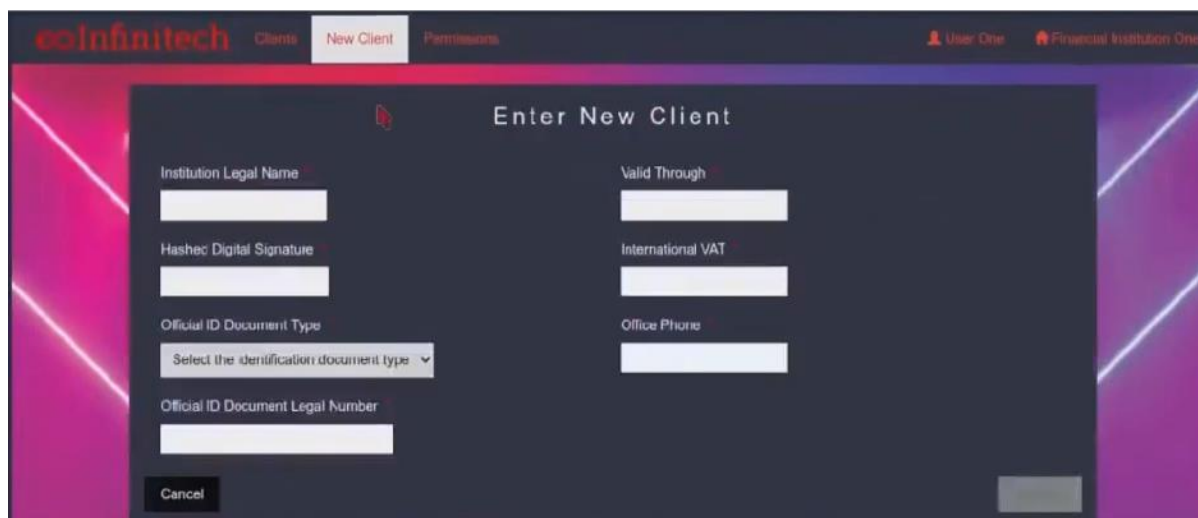 coInfinitech Clients New Client Permissions User One Financial Institution One
Enter New Client
Institution Legal Name *
Valid Through *
Hashed Digital Signature *
International VAT *
Official ID Document Type *
Office Phone *
Select the identification document type
Official ID Document Legal Number *
Cancel